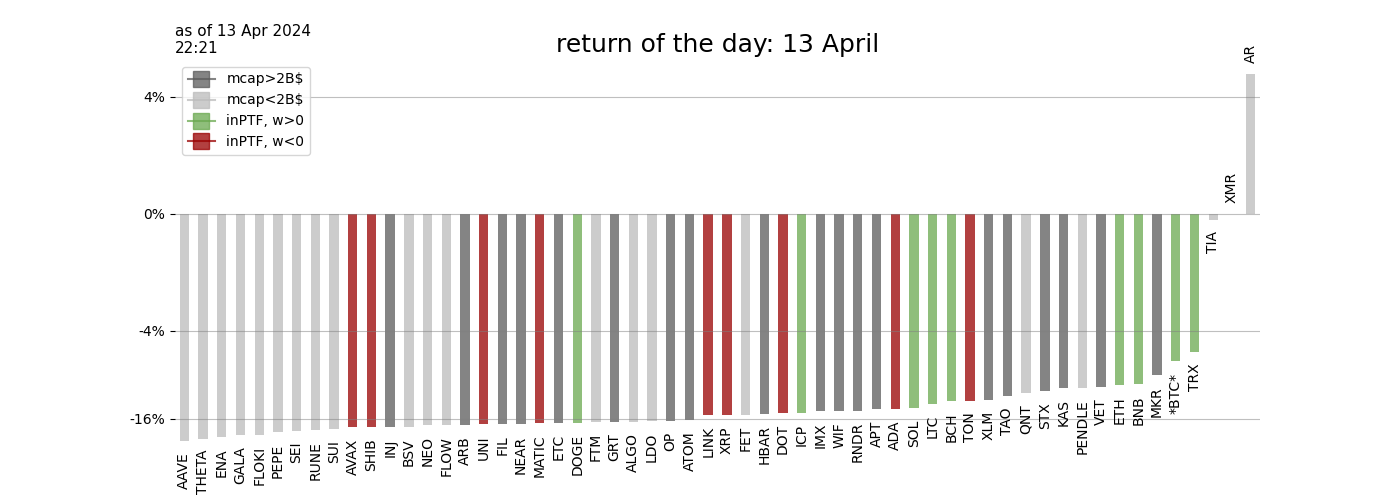 as of 13 Apr 2024
22:21
return of the day: 13 April
mcap>2B$
mcap<2B$
inPTF, w>0
inPTF, w<0
4%
0%
-4%
-16%
AAVE
THETA
ENA
GALA
FLOKI
PEPE
SEI
RUNE
SUI
AVAX
SHIB
INJ
BSV
NEO
FLOW
ARB
UNI
FIL
NEAR
MATIC
ETC
DOGE
FTM
GRT
ALGO
LDO
OP
ATOM
LINK
XRP
FET
HBAR
DOT
ICP
IMX
WIF
RNDR
APT
ADA
SOL
LTC
BCH
TON
XLM
TAO
QNT
STX
KAS
PENDLE
VET
ETH
BNB
MKR
*BTC*
TRX
TIA
XMR
AR